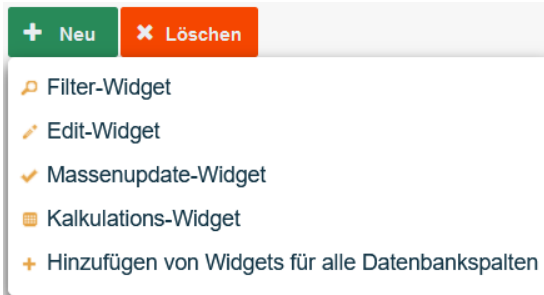 Neu Löschen
Filter-Widget
Edit-Widget
Massenupdate-Widget
Kalkulations-Widget
Hinzufügen von Widgets für alle Datenbankspalten